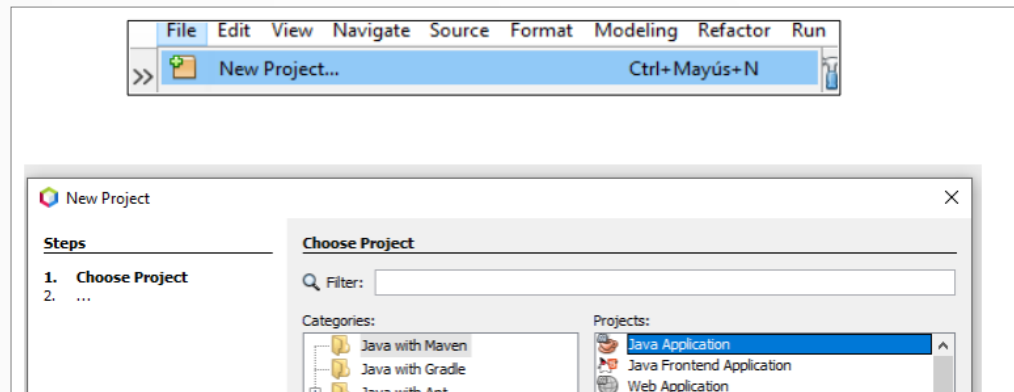 File Edit View Navigate Source Format Modeling Refactor Run
New Project... Ctrl+Mayús+N
New Project
Steps
1. Choose Project
2. ...
Choose Project
Filter:
Categories:
Java with Maven
Java with Gradle
Java with Ant
Projects:
Java Application
Java Frontend Application
Web Application